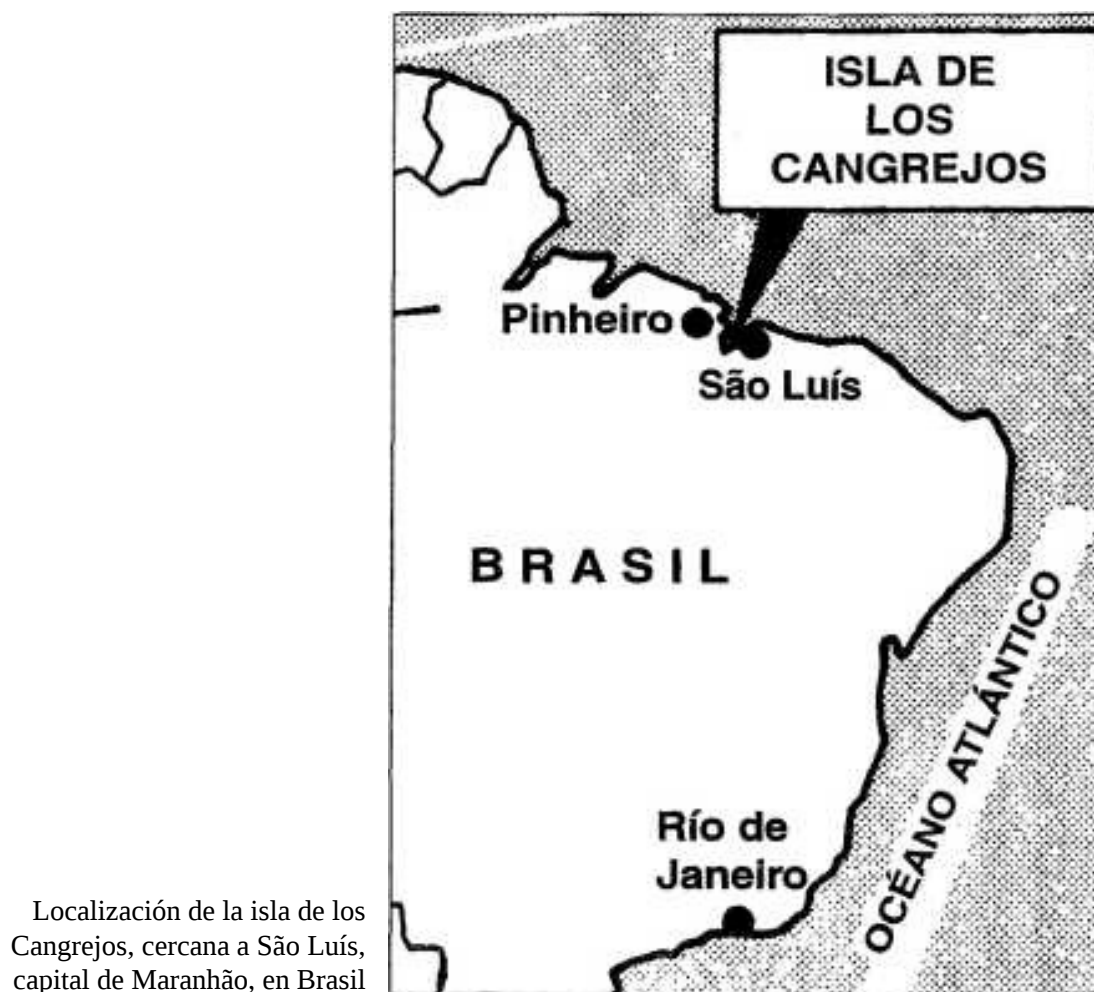 ISLA DE
LOS
CANGREJOS
Pinheiro
São Luís
BRASIL
OCÉANO ATLÁNTICO
Río de
Janeiro
Localización de la isla de los
Cangrejos, cercana a São Luís,
capital de Maranhão, en Brasil